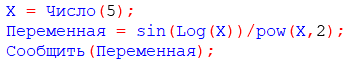 X = Число(5);
Переменная = sin(Log(X))/pow(X,2);
Сообщить(Переменная);